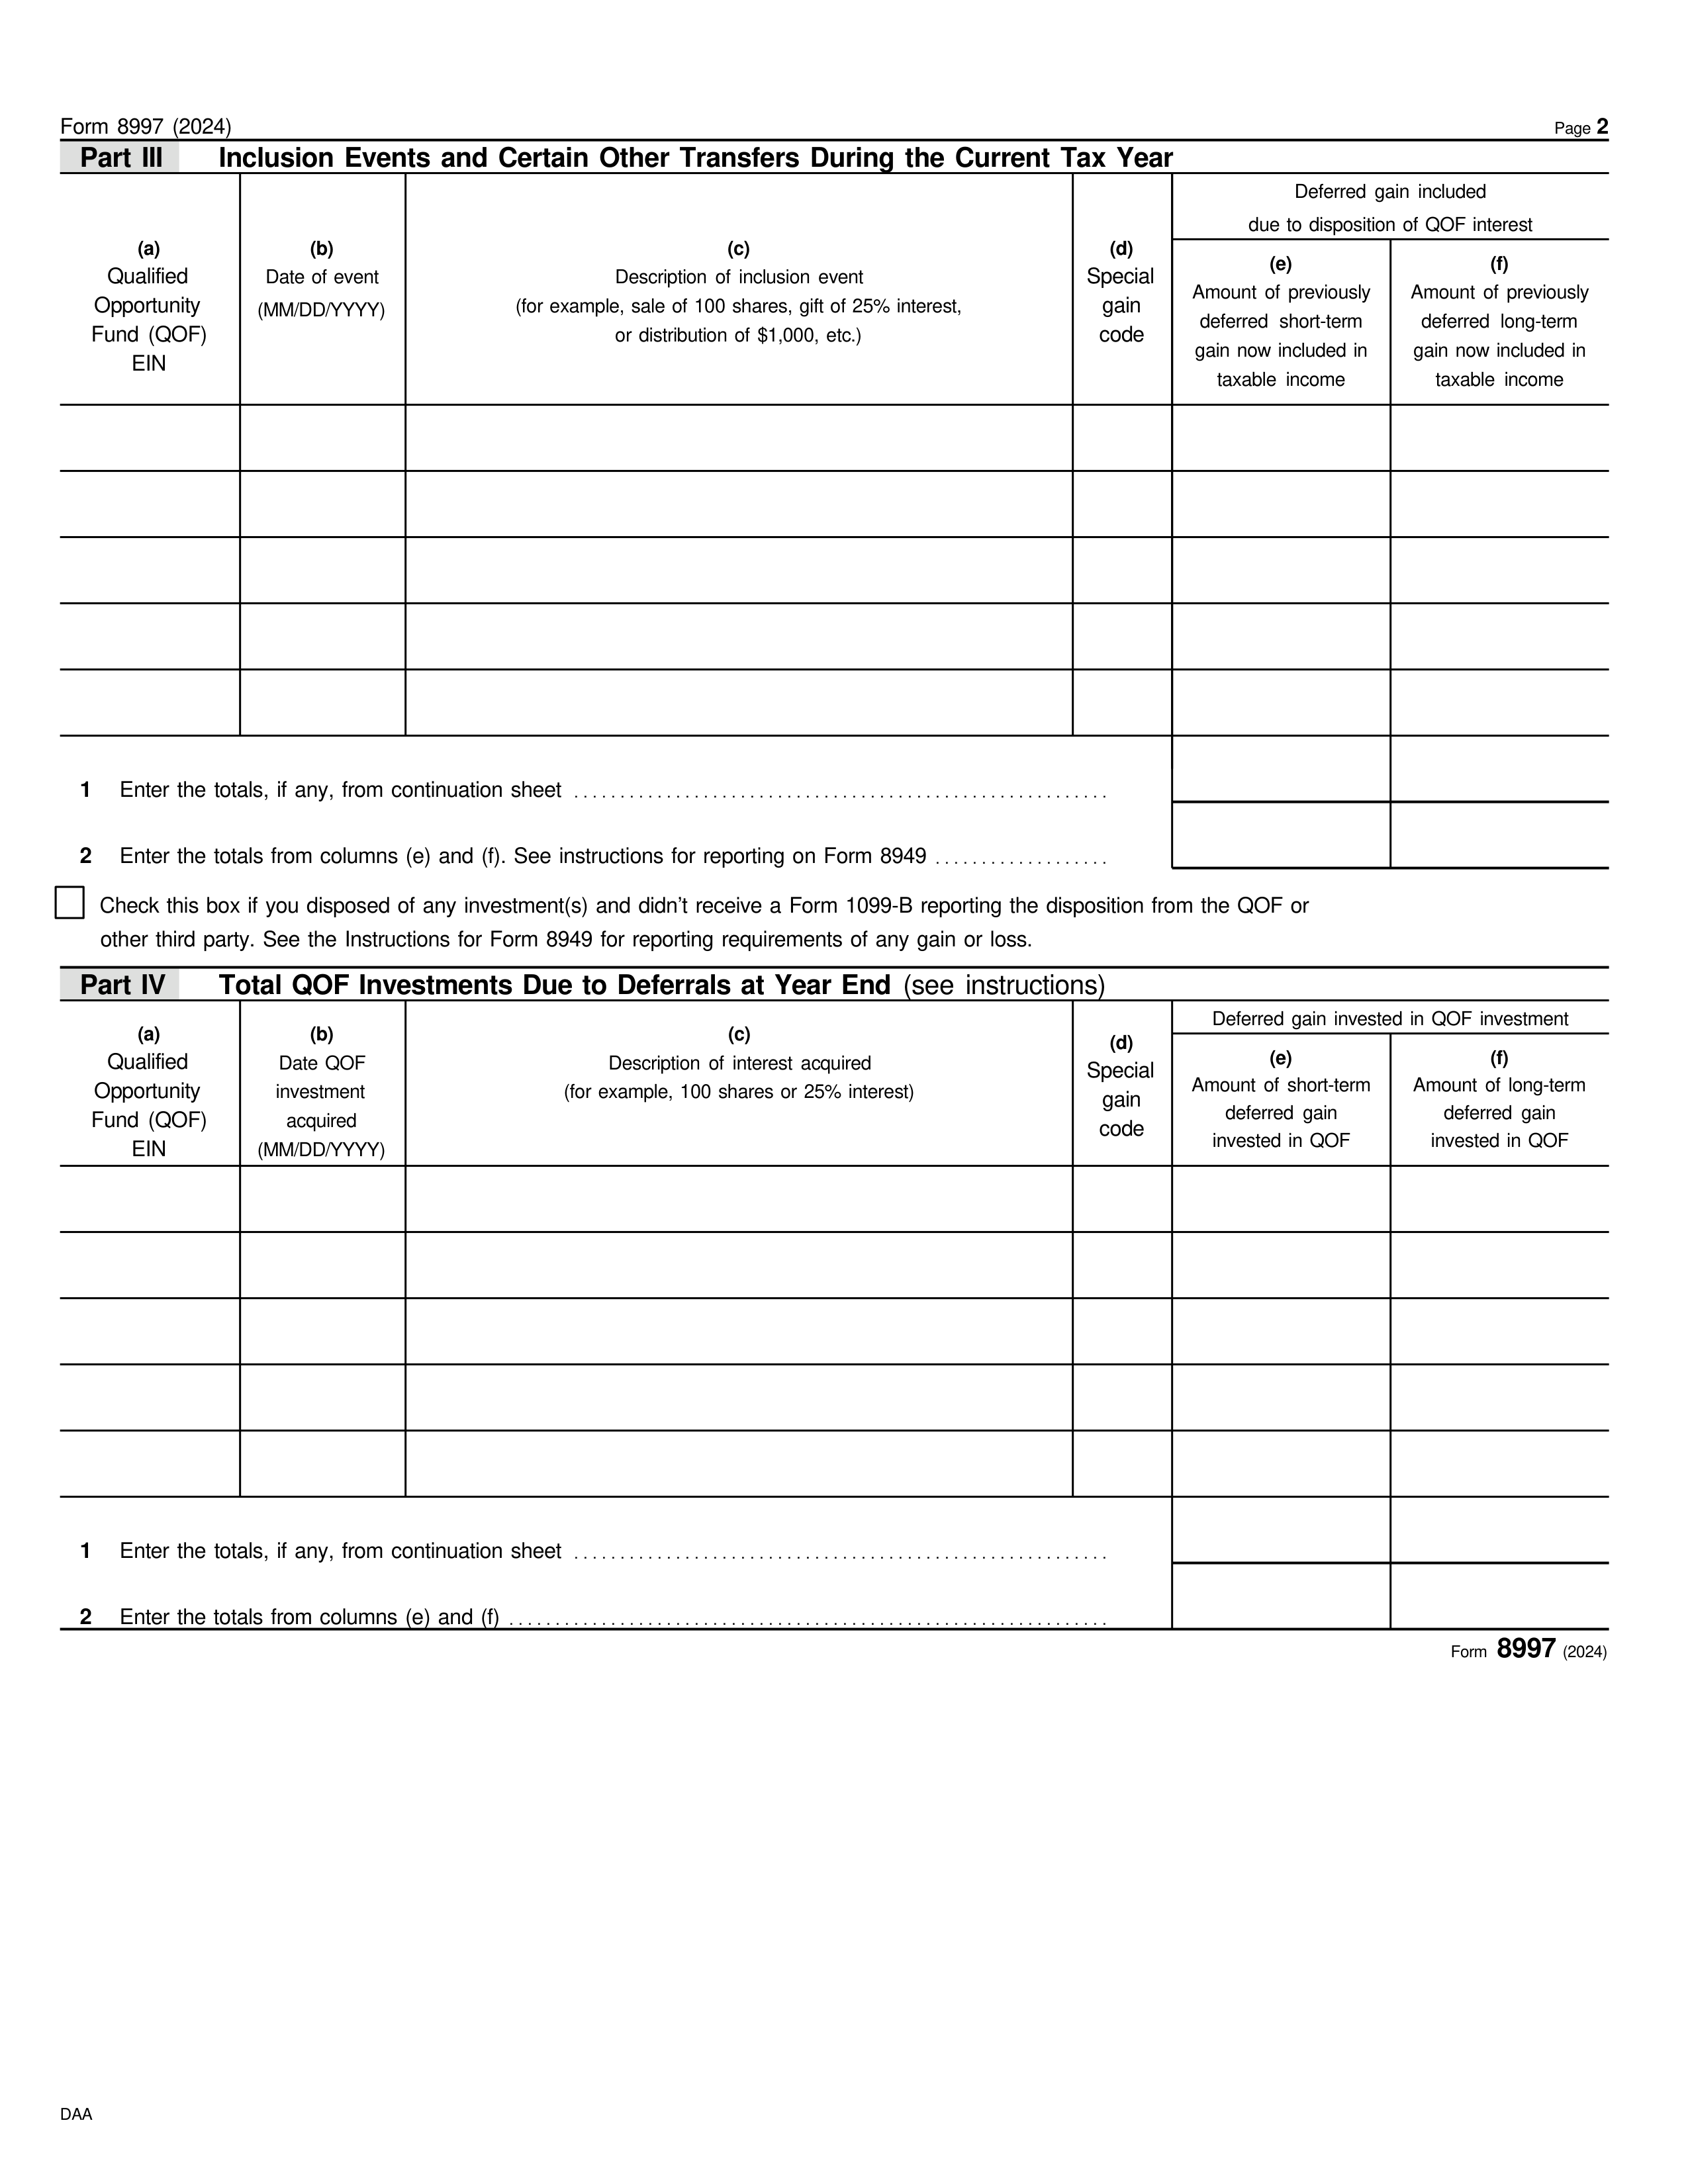 Form 8997 (2024) Page 2
Part III Inclusion Events and Certain Other Transfers During the Current Tax Year
(a)
Qualified
Opportunity
Fund (QOF)
EIN
(b)
Date of event
(MM/DD/YYYY)
(c)
Description of inclusion event
(for example, sale of 100 shares, gift of 25% interest,
or distribution of $1,000, etc.)
(d)
Special
gain
code
Deferred gain included
due to disposition of QOF interest
(e)
Amount of previously
deferred short-term
gain now included in
taxable income
(f)
Amount of previously
deferred long-term
gain now included in
taxable income
1 Enter the totals, if any, from continuation sheet
2 Enter the totals from columns (e) and (f). See instructions for reporting on Form 8949
Check this box if you disposed of any investment(s) and didn't receive a Form 1099-B reporting the disposition from the QOF or
other third party. See the Instructions for Form 8949 for reporting requirements of any gain or loss.
Part IV Total QOF Investments Due to Deferrals at Year End (see instructions)
(a)
Qualified
Opportunity
Fund (QOF)
EIN
(b)
Date QOF
investment
acquired
(MM/DD/YYYY)
(c)
Description of interest acquired
(for example, 100 shares or 25% interest)
(d)
Special
gain
code
Deferred gain invested in QOF investment
(e)
Amount of short-term
deferred gain
invested in QOF
(f)
Amount of long-term
deferred gain
invested in QOF
1 Enter the totals, if any, from continuation sheet
2 Enter the totals from columns (e) and (f)
Form 8997 (2024)
DAA